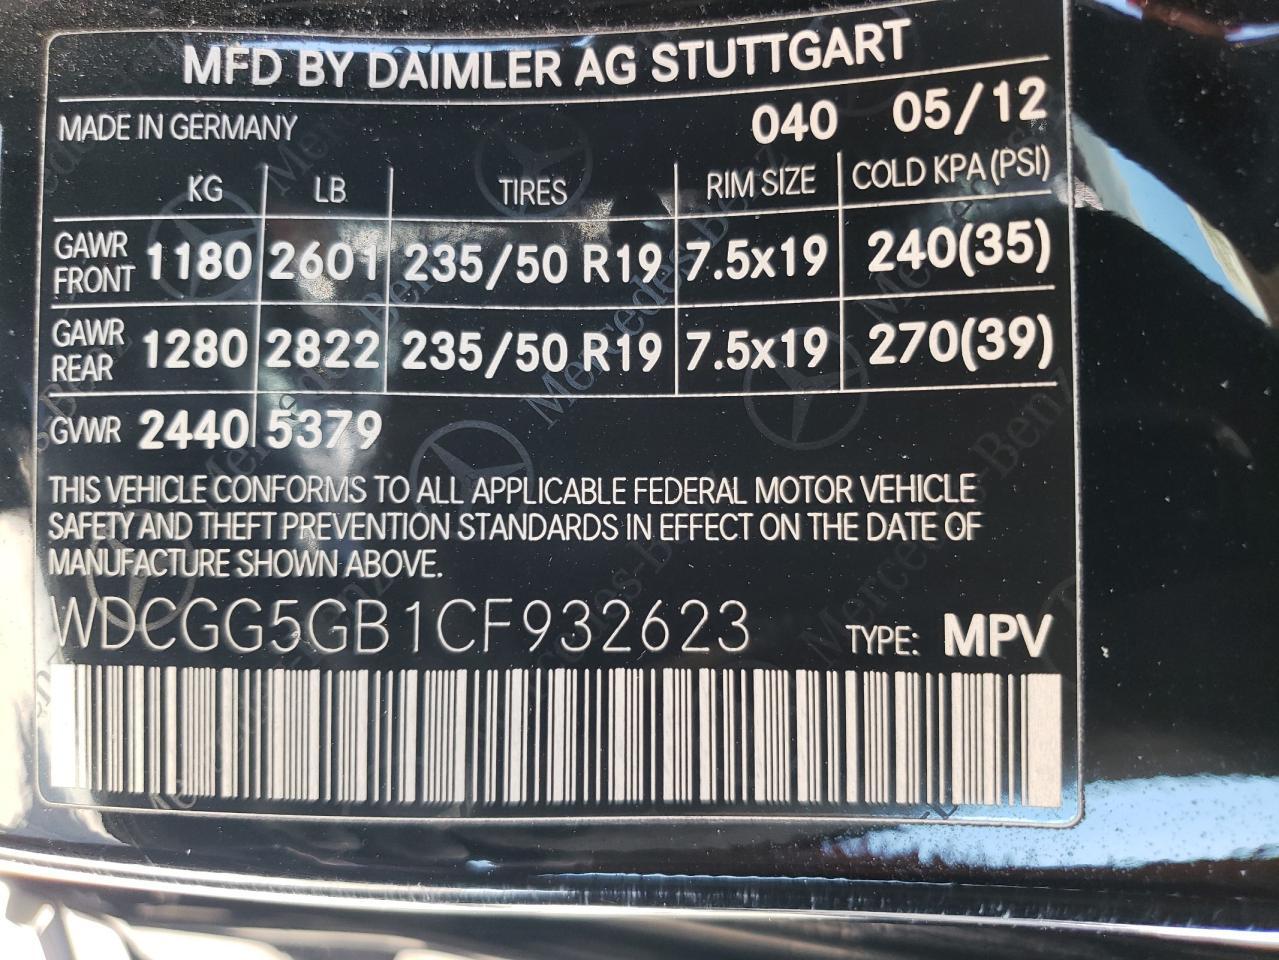 MFD BY DAIMLER AG STUTTGART
MADE IN GERMANY 040 05/12
KG LB TIRES RIM SIZE COLD KPA (PSI)
GAWR FRONT 1180 2601 235/50 R19 7.5x19 240(35)
GAWR REAR 1280 2822 235/50 R19 7.5x19 270(39)
GVWR 2440 5379
THIS VEHICLE CONFORMS TO ALL APPLICABLE FEDERAL MOTOR VEHICLE
SAFETY AND THEFT PREVENTION STANDARDS IN EFFECT ON THE DATE OF
MANUFACTURE SHOWN ABOVE.
WDCGG5GB1CF932623 TYPE: MPV
Mercedes-Benz